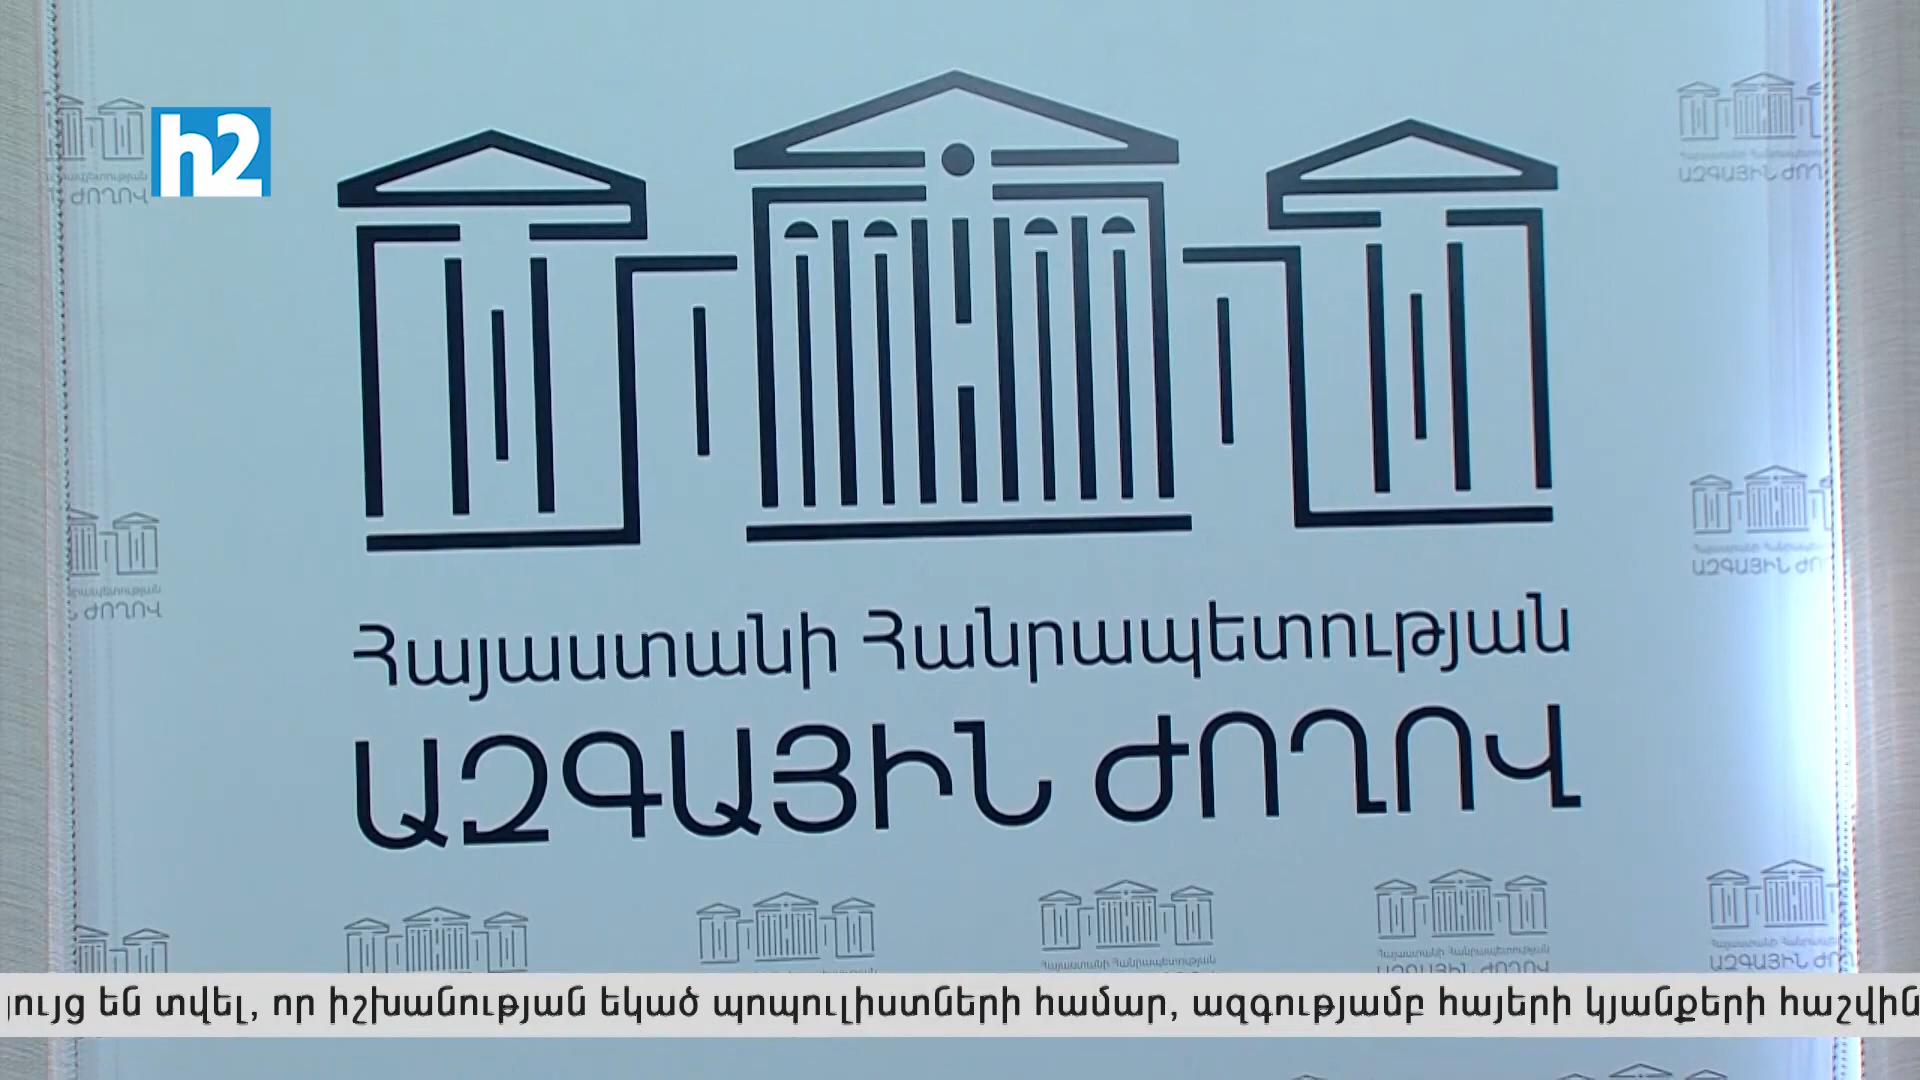 h2
Հայաստանի Հանրապետության
ԱԶԳԱՅԻՆ ԺՈՂՈՎ
ույց են տվել, որ իշխանության եկած պոպուլիստների համար, ազգությամբ հայերի կյանքերի հաշվին